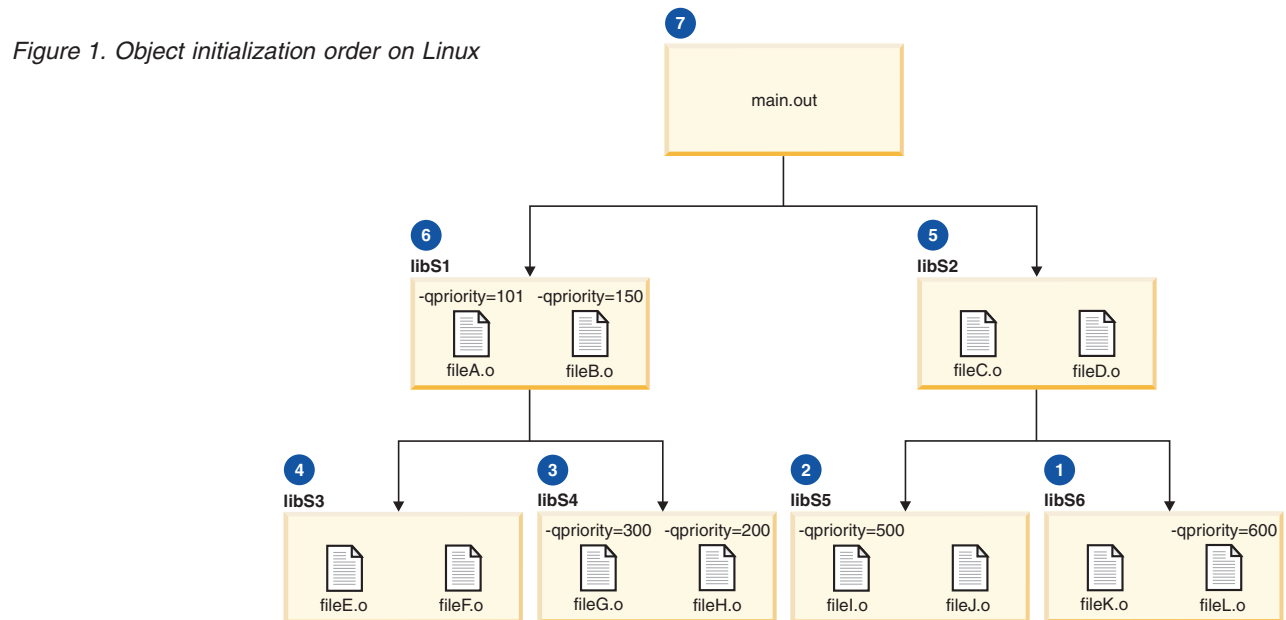 Figure 1. Object initialization order on Linux
7
main.out
6
libS1
-qpriority=101 -qpriority=150
fileA.o fileB.o
5
libS2
fileC.o fileD.o
4
libS3
fileE.o fileF.o
3
libS4
-qpriority=300 -qpriority=200
fileG.o fileH.o
2
libS5
-qpriority=500
fileI.o fileJ.o
1
libS6
-qpriority=600
fileK.o fileL.o